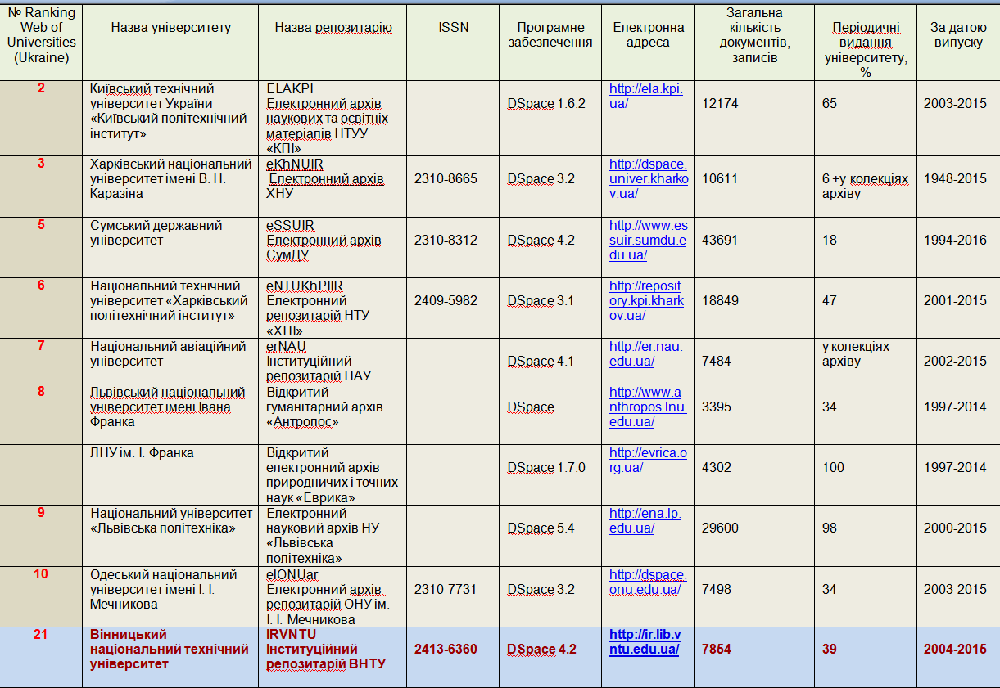 № Ranking
Web of
Universities
(Ukraine)
Назва університету
Назва репозитарію
ISSN
Програмне
забезпечення
Електронна
адреса
Загальна
кількість
документів,
записів
Періодичні
видання
університету,
%
За датою
випуску
2
Київський технічний
університет України
«Київський політехнічний
інститут»
ELAKPI
Електронний архів
наукових та освітніх
матеріалів НТУУ
«КПІ»
DSpace 1.6.2
http://ela.kpi.
ua/
12174
65
2003-2015
3
Харківський національний
університет імені В. Н.
Каразіна
eKhNUIR
Електронний архів
ХНУ
2310-8665
DSpace 3.2
http://dspace.
univer.kharko
v.ua/
10611
6 +у колекціях
архіву
1948-2015
5
Сумський державний
університет
eSSUIR
Електронний архів
СумДУ
2310-8312
DSpace 4.2
http://www.es
suir.sumdu.e
du.ua/
43691
18
1994-2016
6
Національний технічний
університет «Харківський
політехнічний інститут»
eNTUKhPIIR
Електронний
репозитарій НТУ
«ХПІ»
2409-5982
DSpace 3.1
http://reposit
ory.kpi.khark
ov.ua/
18849
47
2001-2015
7
Національний авіаційний
університет
erNAU
Інституційний
репозитарій НАУ
DSpace 4.1
http://er.nau.
edu.ua/
7484
у колекціях
архіву
2002-2015
8
Львівський національний
університет імені Івана
Франка
Відкритий
гуманітарний архів
«Антропос»
DSpace
http://www.a
nthropos.lnu.
edu.ua/
3395
34
1997-2014
ЛНУ ім. І. Франка
Відкритий
електронний архів
природничих і точних
наук «Еврика»
DSpace 1.7.0
http://evrica.o
rg.ua/
4302
100
1997-2014
9
Національний університет
«Львівська політехніка»
Електронний
науковий архів НУ
«Львівська
політехніка»
DSpace 5.4
http://ena.lp.
edu.ua/
29600
98
2000-2015
10
Одеський національний
університет імені І. І.
Мечникова
eIONUar
Електронний архів-
репозитарій ОНУ ім.
І. І. Мечникова
2310-7731
DSpace 3.2
http://dspace.
onu.edu.ua/
7498
34
2003-2015
21
Вінницький
національний технічний
університет
IRVNTU
Інституційний
репозитарій ВНТУ
2413-6360
DSpace 4.2
http://ir.lib.v
ntu.edu.ua/
7854
39
2004-2015